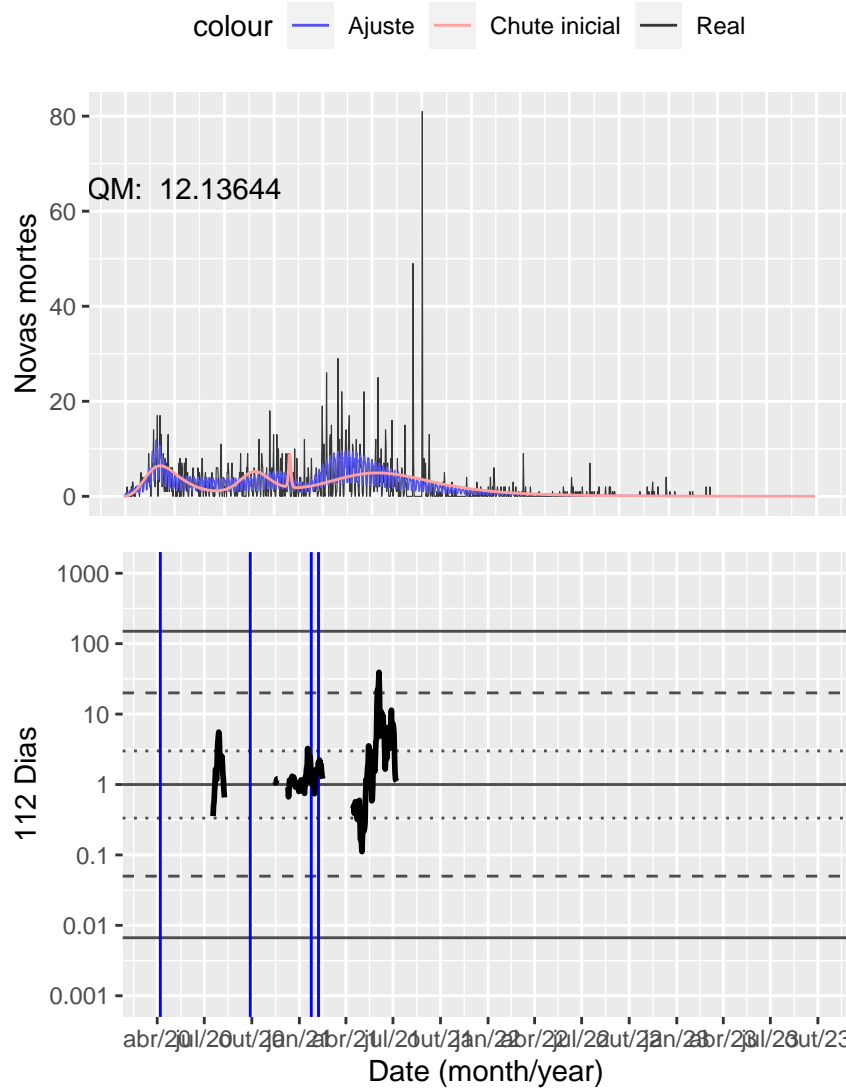 colour Ajuste Chute inicial Real
80
60
40
20
0
Novas mortes
QM: 12.13644
1000
100
10
1
0.1
0.01
0.001
112 Dias
abr/20 jul/20 out/20 jan/21 abr/21 jul/21 out/21 jan/22 abr/22 jul/22 out/22 jan/23 abr/23 jul/23 out/23
Date (month/year)